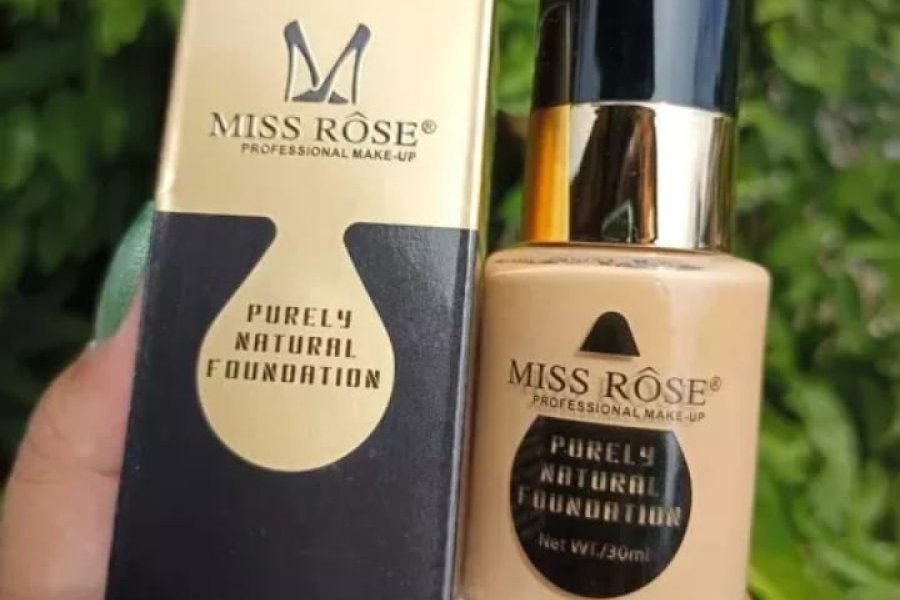 MISS RÔSE®
PROFESSIONAL MAKE-UP
PURELY
NATURAL
FOUNDATION
MISS RÔSE®
PROFESSIONAL MAKE-UP
PURELY
NATURAL
FOUNDATION
Net WT./30ml